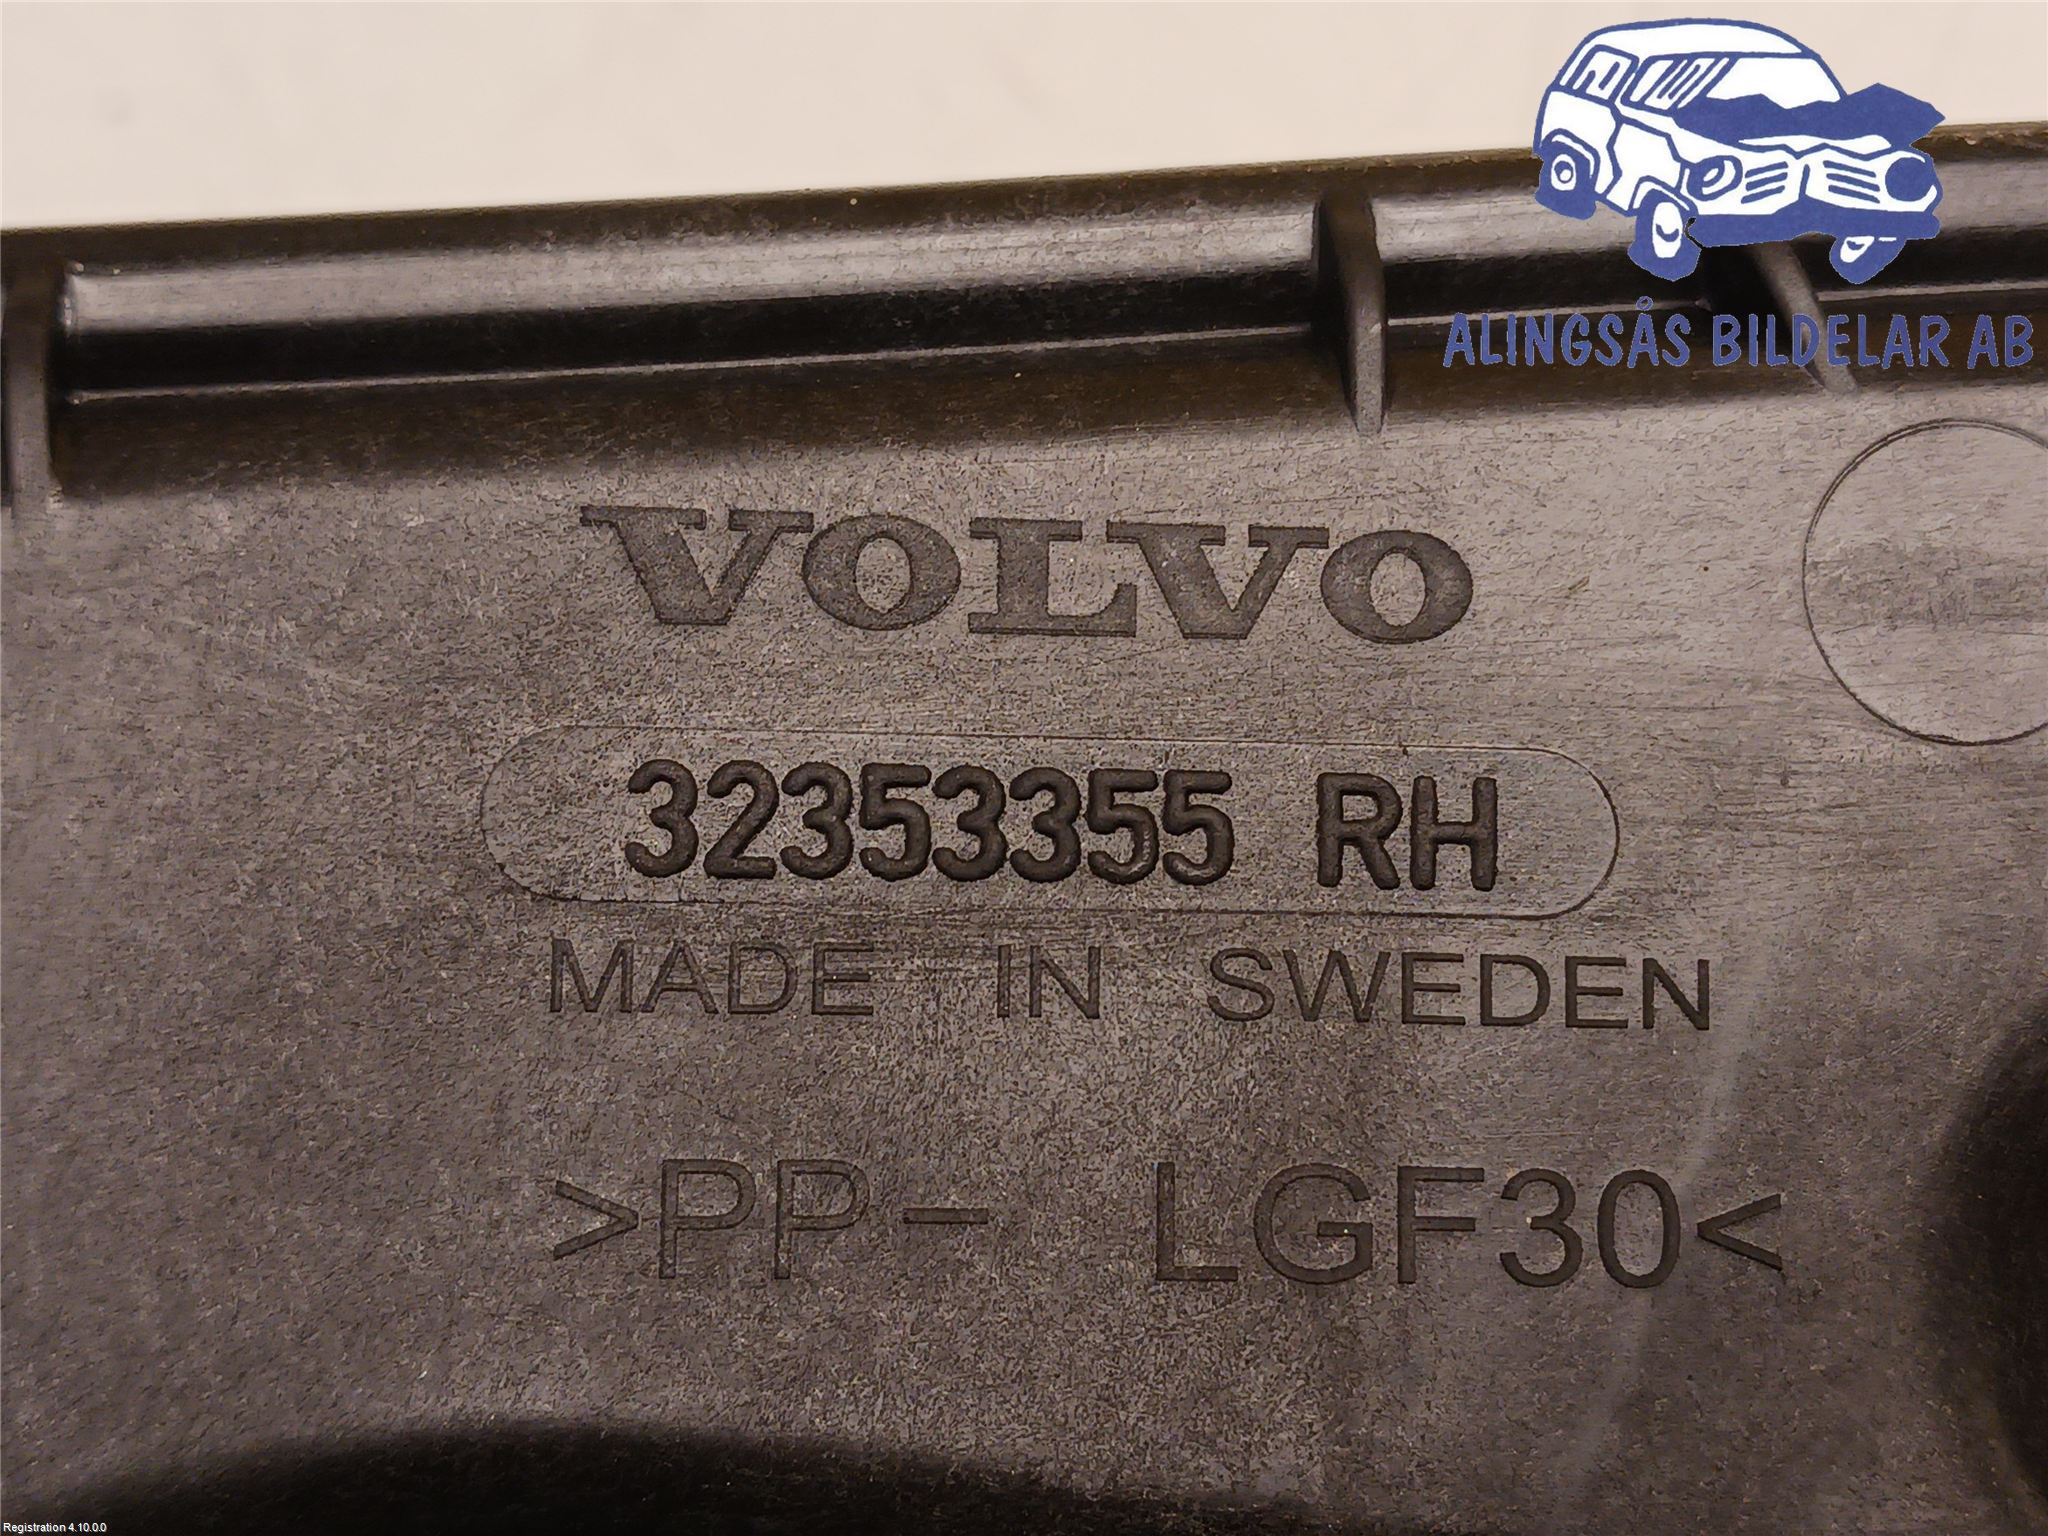 ALINGSÅS BILDELAR AB
VOLVO
32353355 RH
MADE IN SWEDEN
>PP- LGF30<
Registration 4.10.0.0